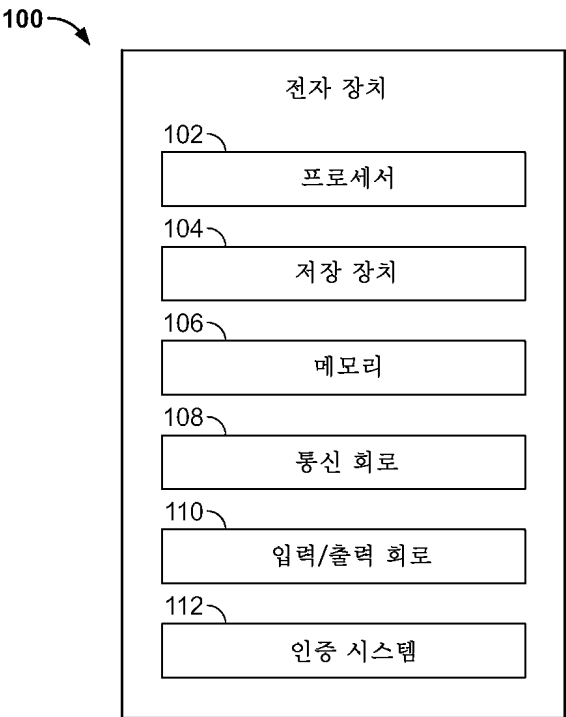 100
전자 장치
102
프로세서
104
저장 장치
106
메모리
108
통신 회로
110
입력/출력 회로
112
인증 시스템